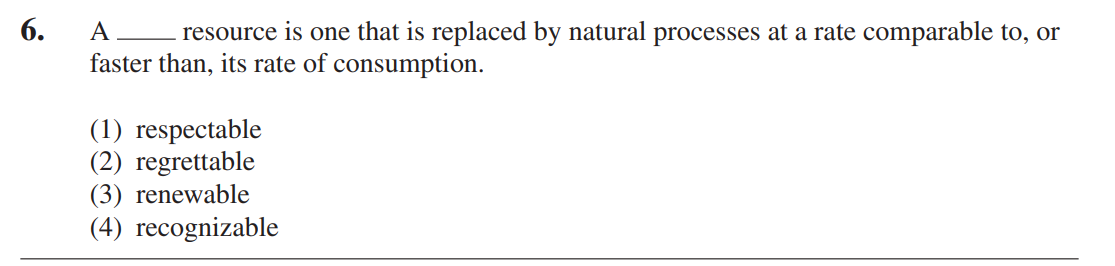 6. A ____ resource is one that is replaced by natural processes at a rate comparable to, or
faster than, its rate of consumption.
(1) respectable
(2) regrettable
(3) renewable
(4) recognizable